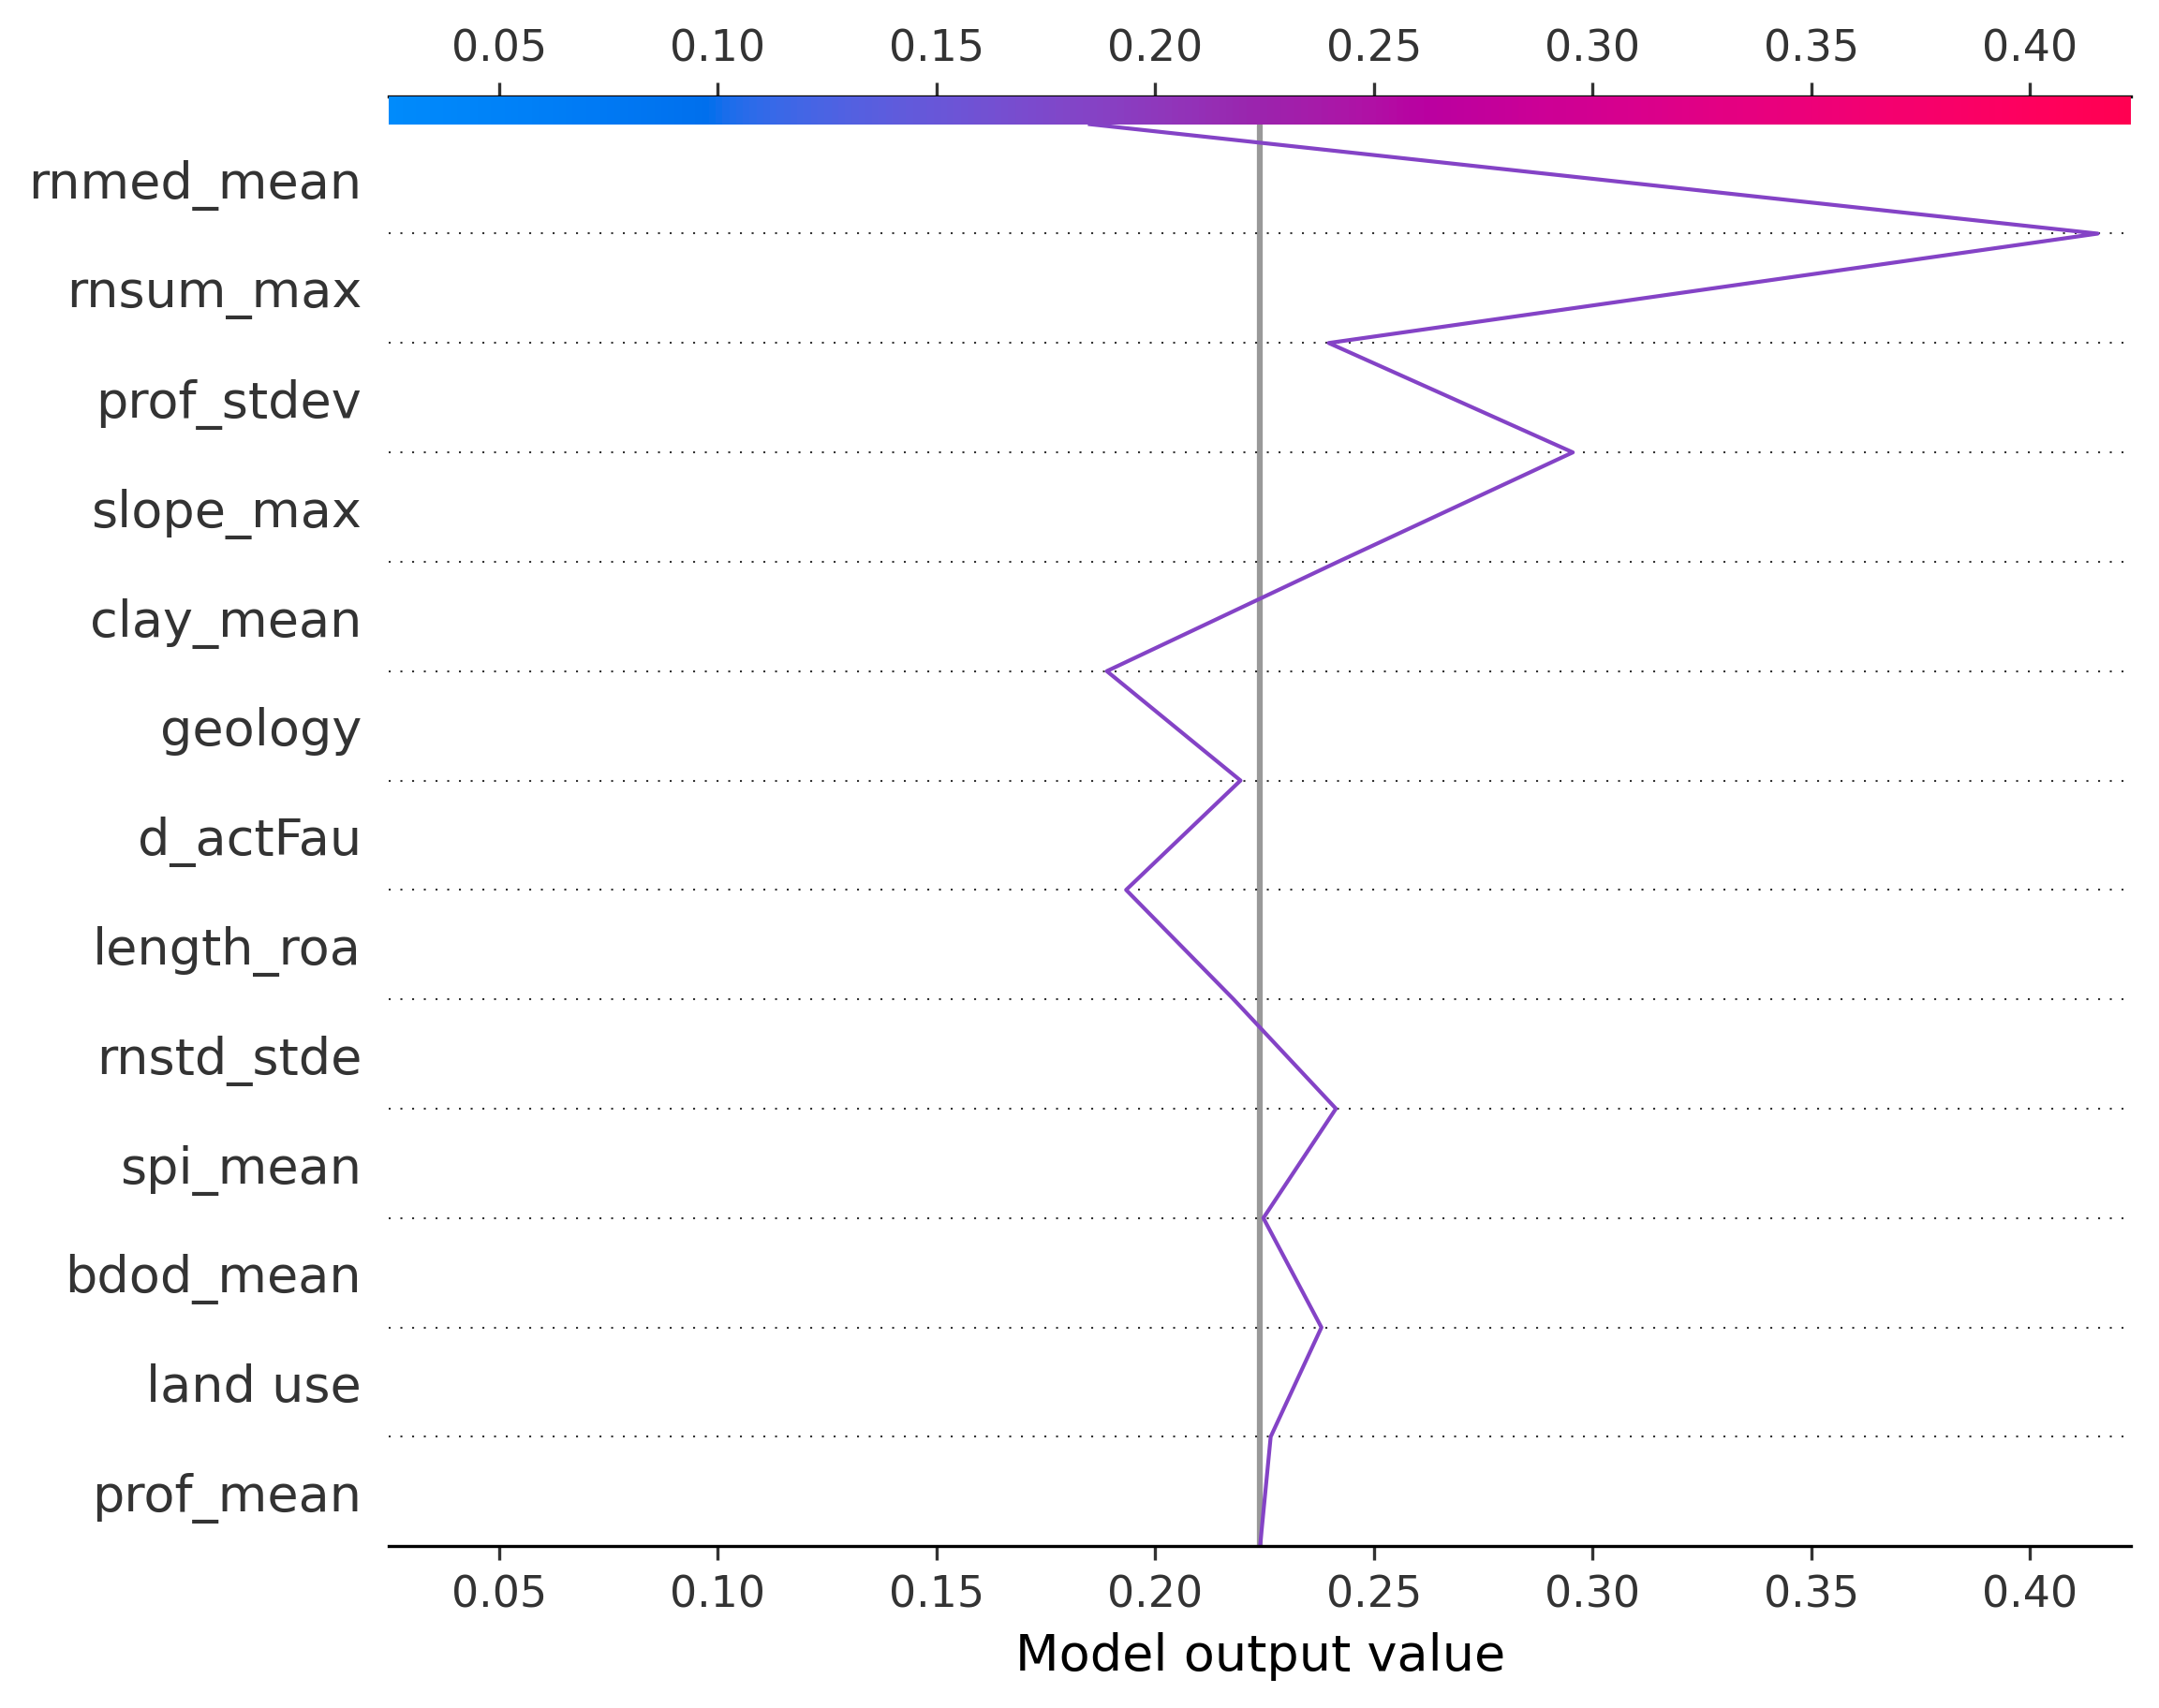 0.05 0.10 0.15 0.20 0.25 0.30 0.35 0.40
rnmed_mean
rnsum_max
prof_stdev
slope_max
clay_mean
geology
d_actFau
length_roa
rnstd_stde
spi_mean
bdod_mean
land use
prof_mean
0.05 0.10 0.15 0.20 0.25 0.30 0.35 0.40
Model output value